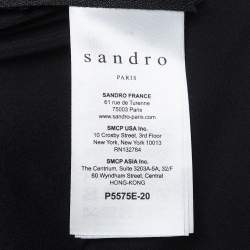 sandro
PARIS
SANDRO FRANCE
61 rue de Turenne
75003 Paris
www.sandro-paris.com
SMCP USA Inc.
10 Crosby Street, 3rd Floor
New York, New York 10013
RN132784
SMCP ASIA Inc.
The Centrum, Suite 3203A-5A, 32/F
60 Wyndham Street, Central
HONG-KONG
P5575E-20